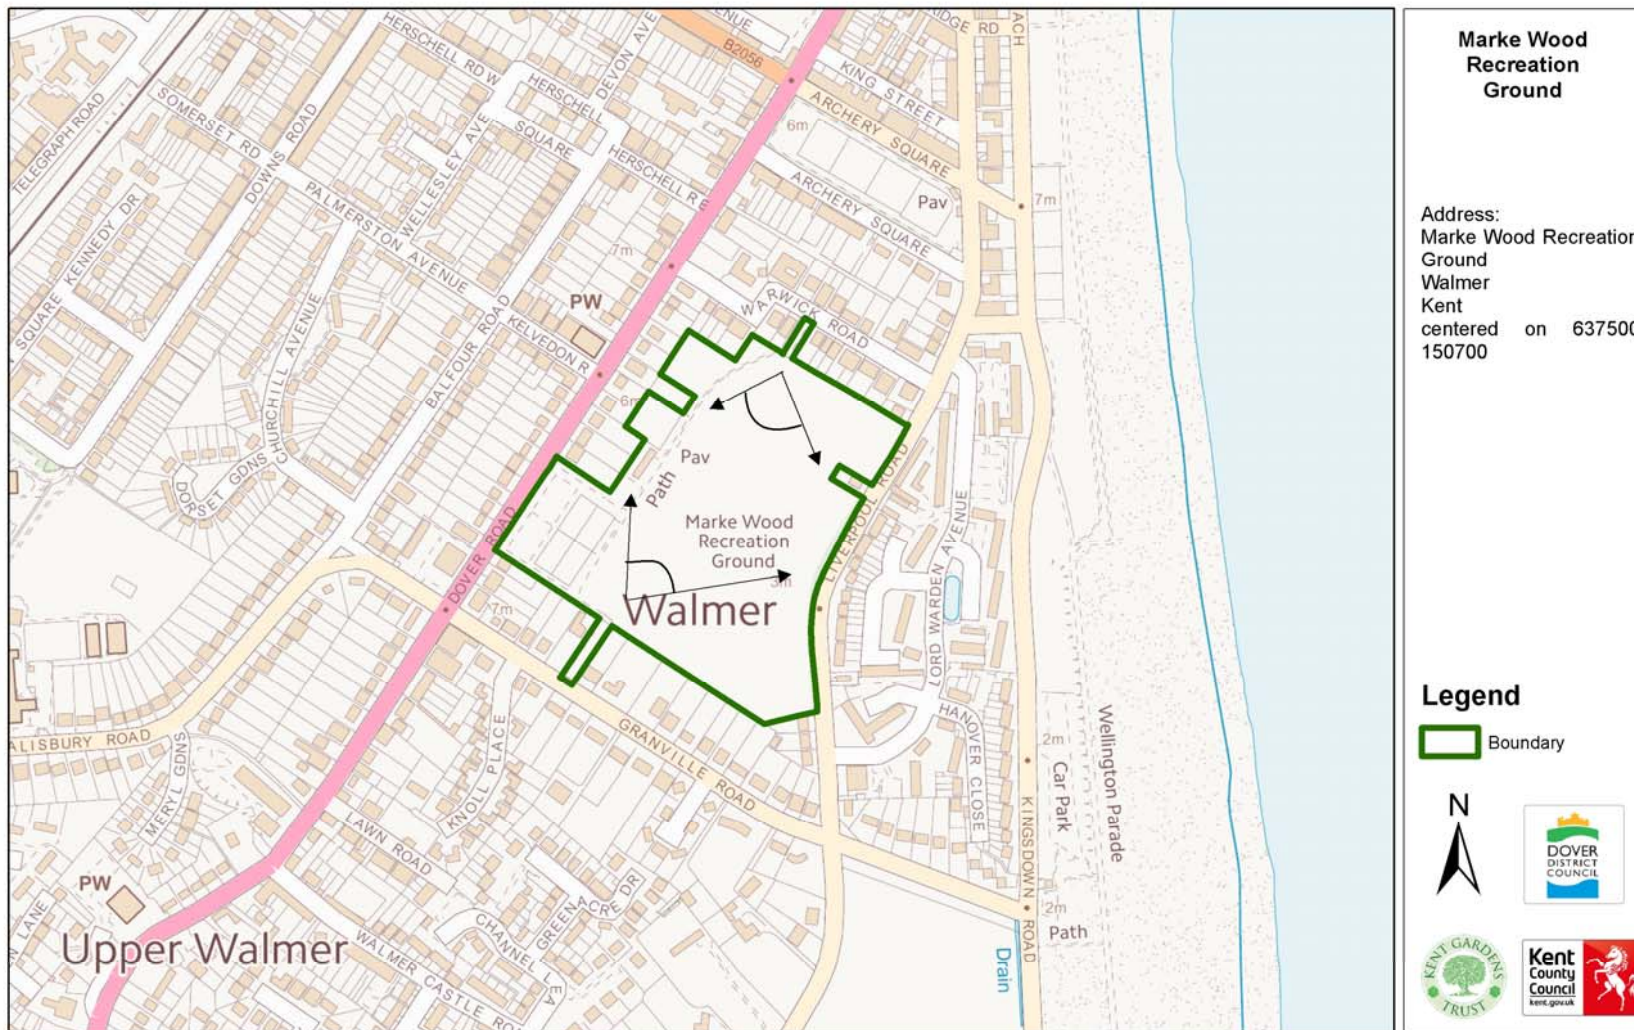 Marke Wood
Recreation
Ground
Address:
Marke Wood Recreation
Ground
Walmer
Kent
centered on 637500
150700
Legend
Boundary
N
DOVER
DISTRICT
COUNCIL
KENT GARDENS
TRUST
Kent
County
Council
kent.gov.uk
TELEGRAPH ROAD
SOMERSET RD
DOWNS ROAD
HERSCHELL RD W
HERSCHELL
SQUARE
HERSCHELL R E
DEVON AVE
B2056
ENUE
KING STREET
ARCHERY SQUARE
6m
ARCHERY SQUARE
Pav
IDGE RD
ACH
7m
SQUARE
KENNEDY DR
PALMERSTON AVENUE
WELLESLEY AVE
7m
PW
KELVEDON R
WARWICK ROAD
CHURCHILL AVENUE
BALFOUR ROAD
DORSET GDNS
6m
Pav
Path
Marke Wood
Recreation
Ground
3m
Walmer
LIVERPOOL ROAD
LORD WARDEN AVENUE
DOVER ROAD
7m
GRANVILLE ROAD
HANOVER CLOSE
2m
Car Park
Wellington Parade
KINGSDOWN ROAD
2m
Path
Drain
ALISBURY ROAD
MERYL GDNS
KNOLL PLACE
LAWN ROAD
PW
N LANE
Upper Walmer
WALMER CASTLE RO
CHANNEL LEA
GREENACRE DR